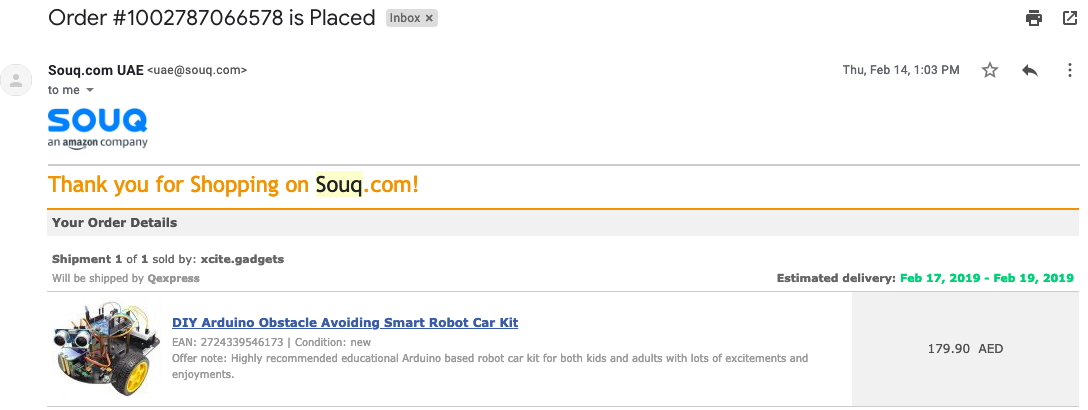 Order #1002787066578 is Placed Inbox ×
Souq.com UAE <uae@souq.com> Thu, Feb 14, 1:03 PM
to me
SOUQ
an amazon company
Thank you for Shopping on Souq.com!
Your Order Details
Shipment 1 of 1 sold by: xcite.gadgets
Will be shipped by Qexpress
Estimated delivery: Feb 17, 2019 - Feb 19, 2019
DIY Arduino Obstacle Avoiding Smart Robot Car Kit
EAN: 2724339546173 | Condition: new
Offer note: Highly recommended educational Arduino based robot car kit for both kids and adults with lots of excitements and
enjoyments.
179.90 AED